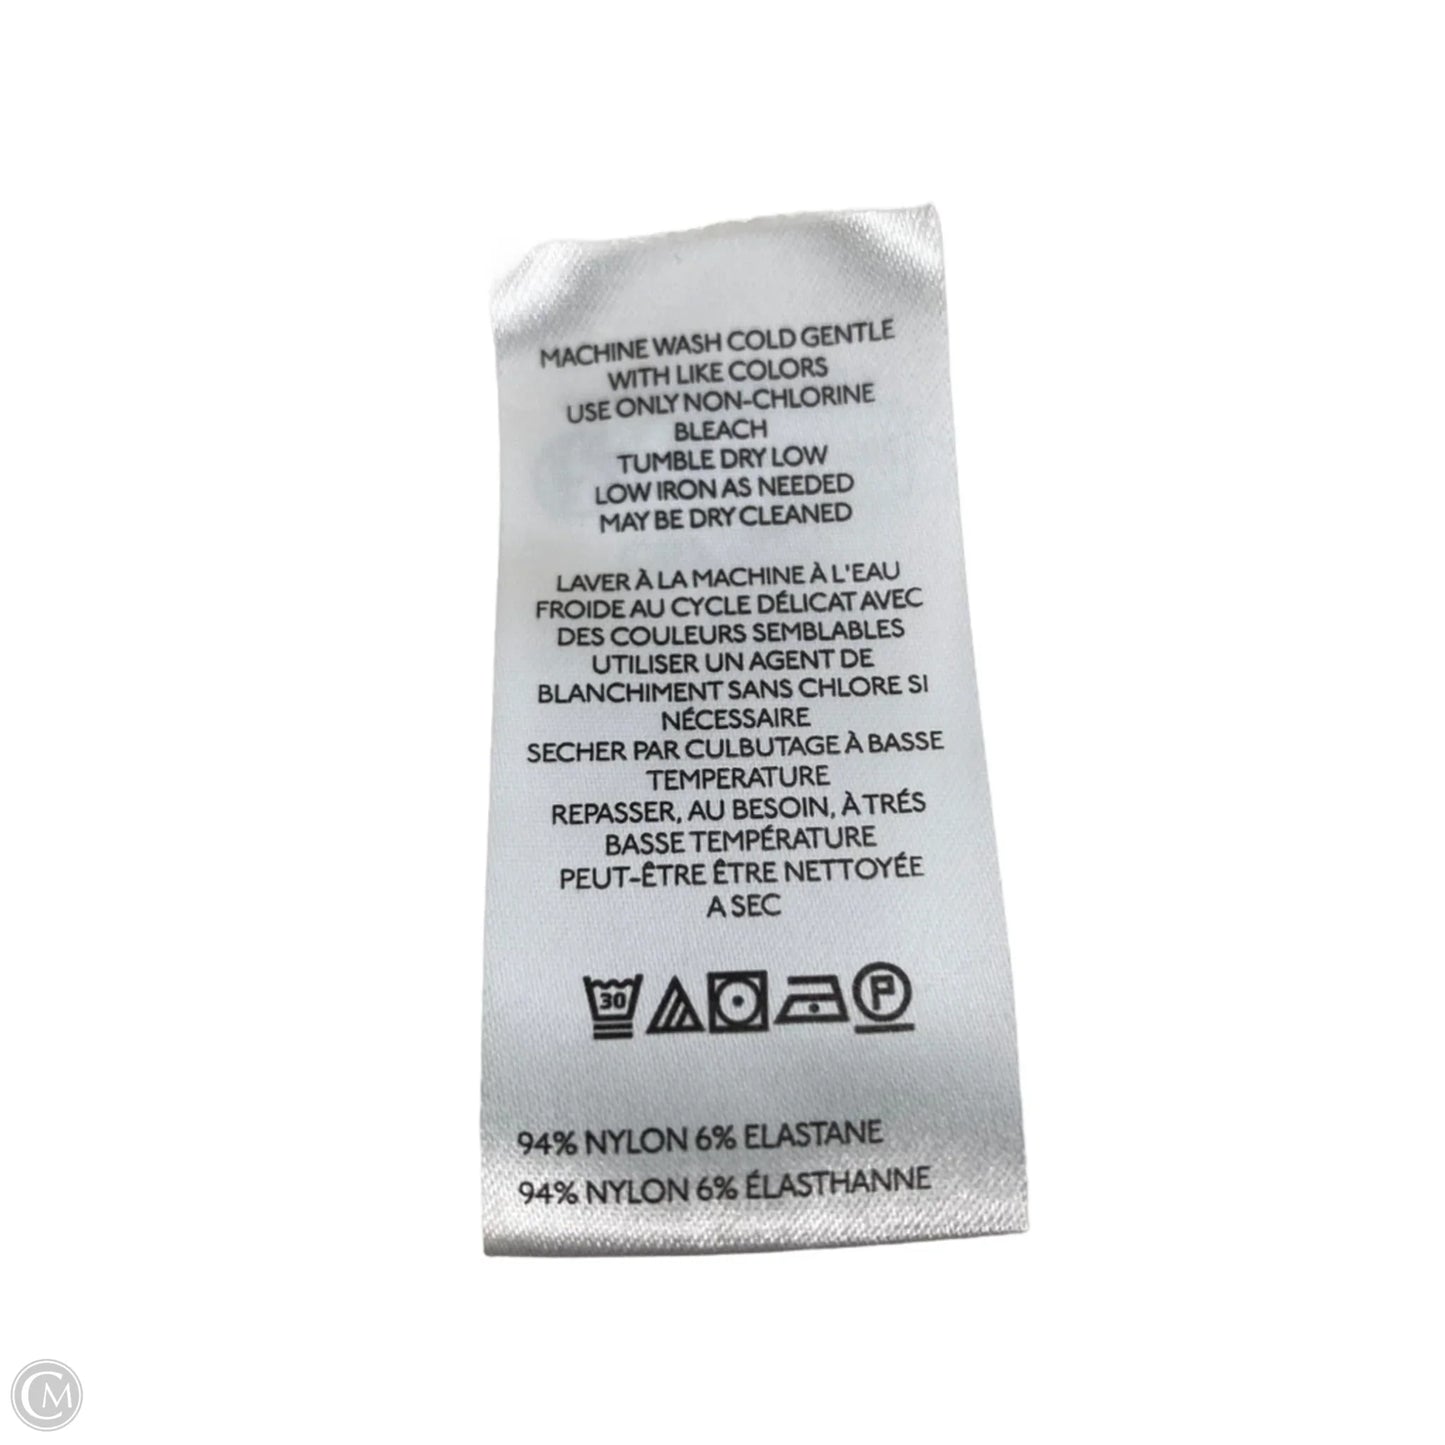 MACHINE WASH COLD GENTLE
WITH LIKE COLORS
USE ONLY NON-CHLORINE
BLEACH
TUMBLE DRY LOW
LOW IRON AS NEEDED
MAY BE DRY CLEANED
LAVER À LA MACHINE À L'EAU
FROIDE AU CYCLE DÉLICAT AVEC
DES COULEURS SEMBLABLES
UTILISER UN AGENT DE
BLANCHIMENT SANS CHLORE SI
NÉCESSAIRE
SECHER PAR CULBUTAGE À BASSE
TEMPERATURE
REPASSER, AU BESOIN, À TRÉS
BASSE TEMPÉRATURE
PEUT-ÊTRE ÊTRE NETTOYÉE
A SEC
30 P
94% NYLON 6% ELASTANE
94% NYLON 6% ÉLASTHANNE
CM